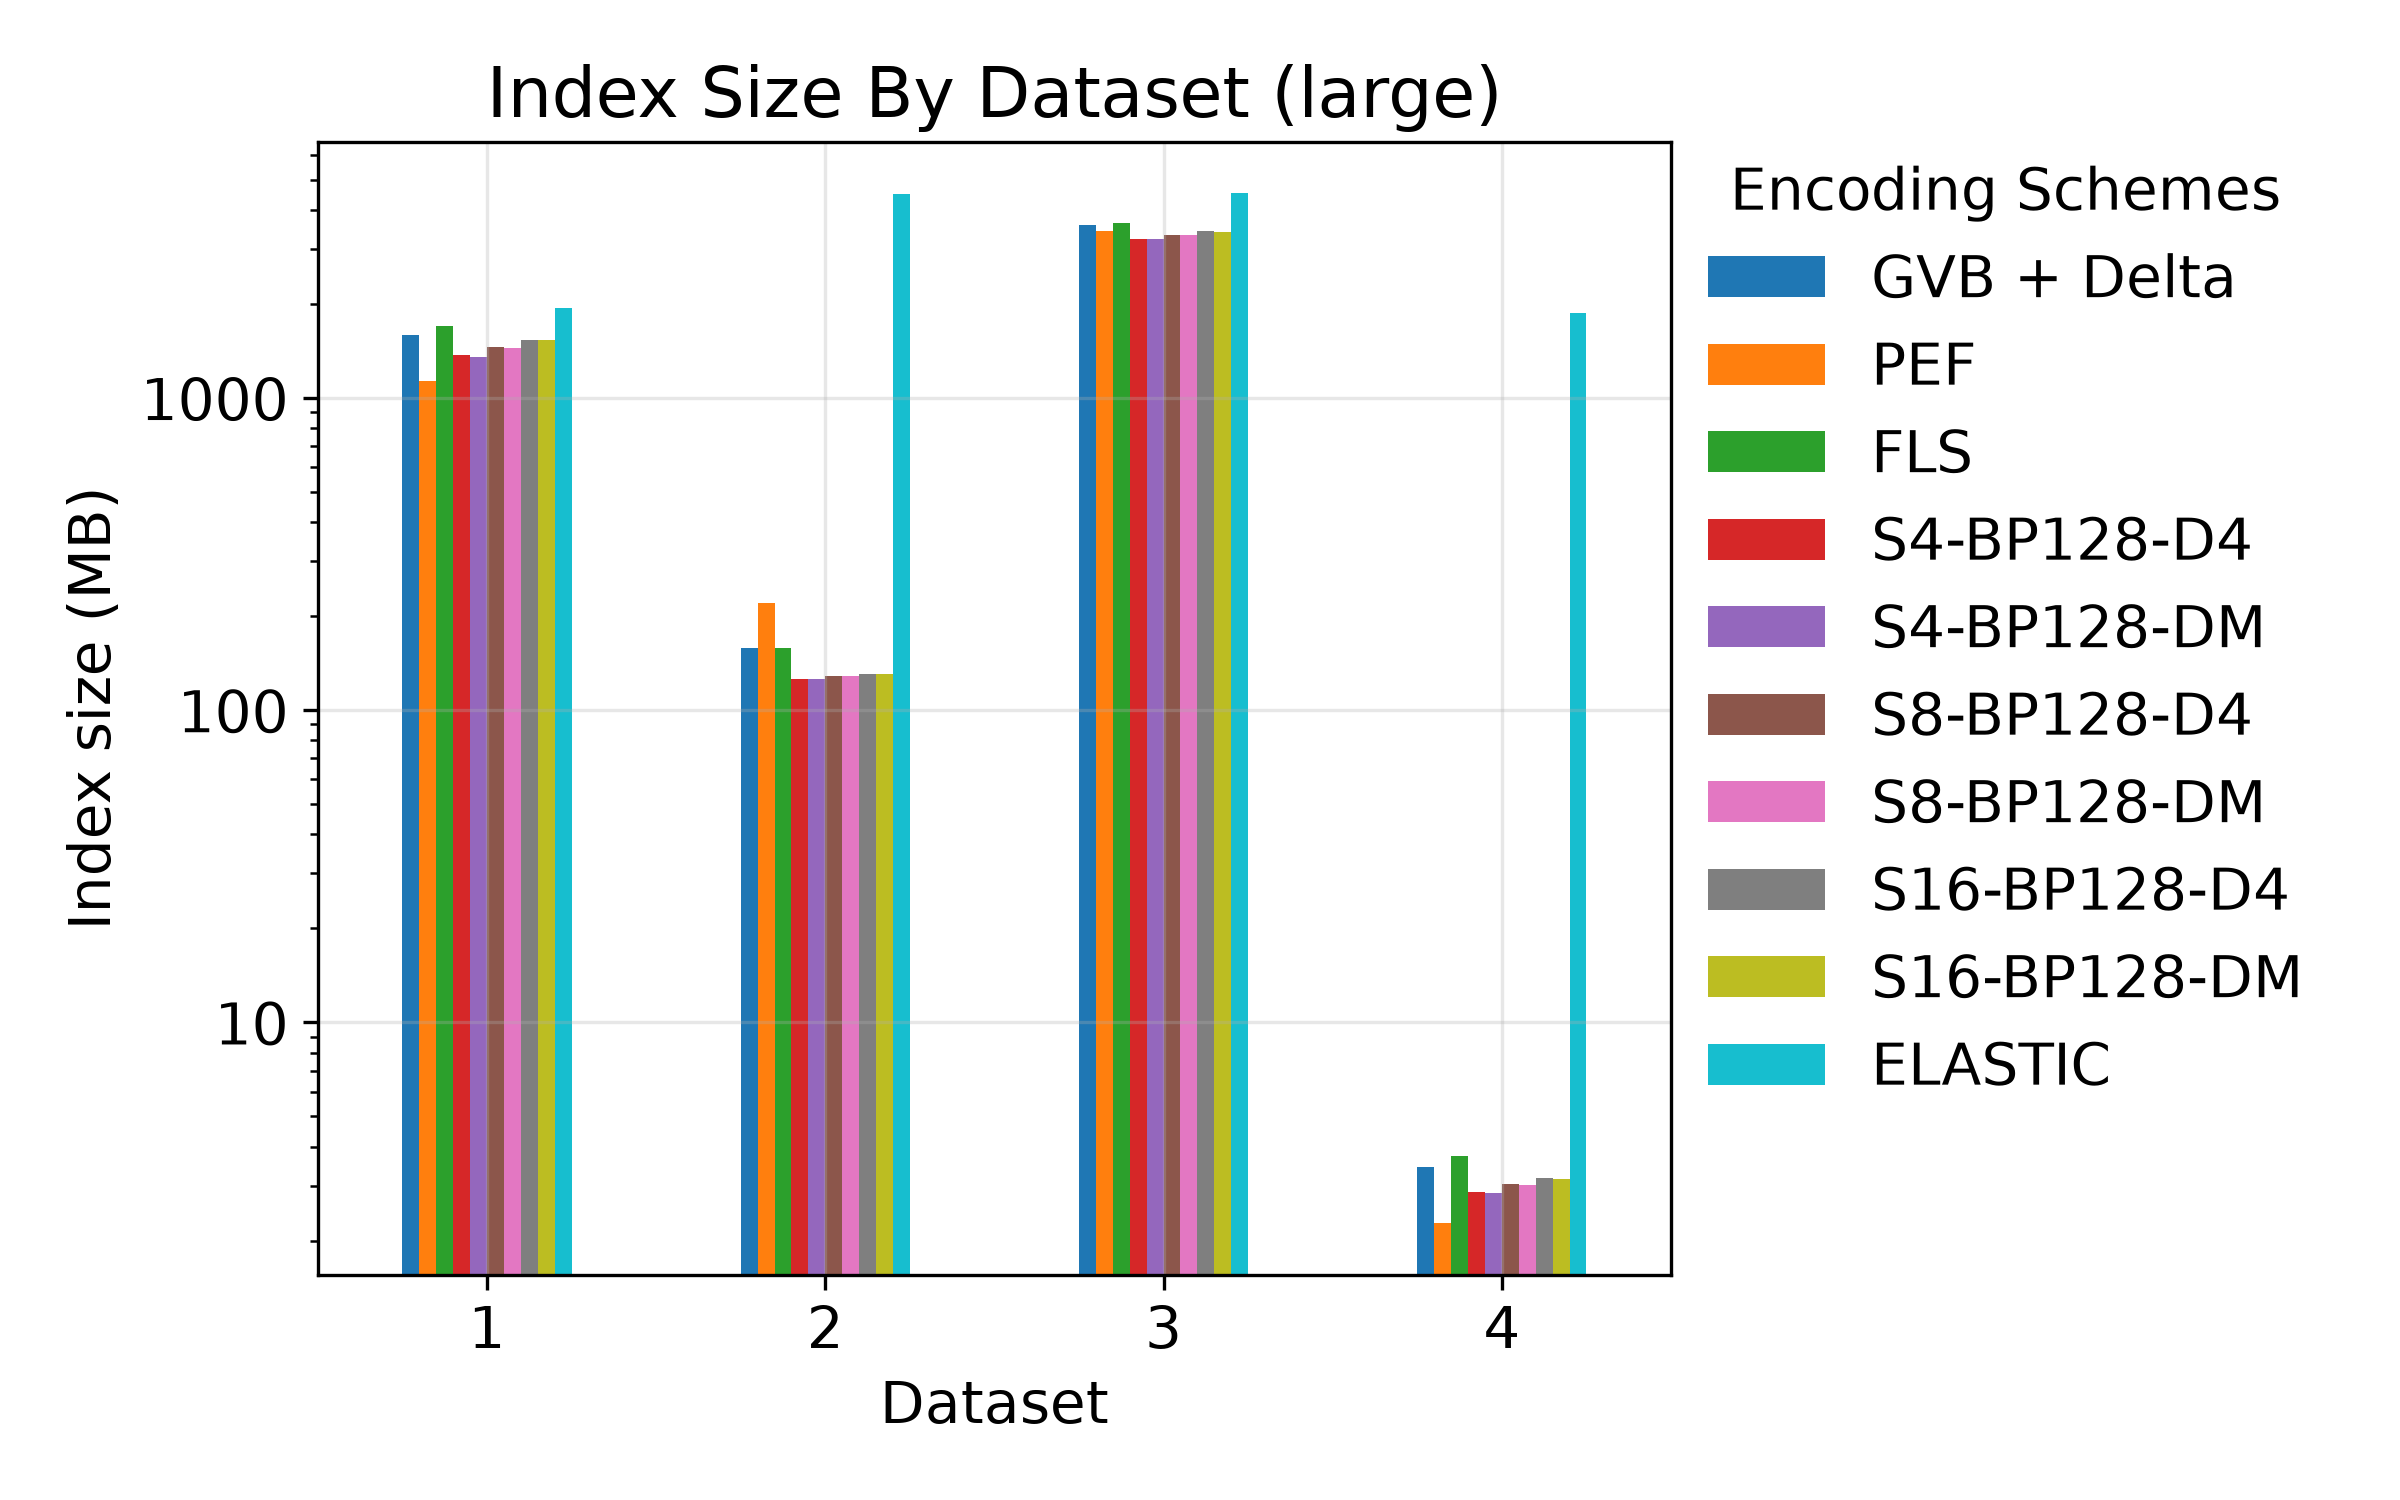 Index Size By Dataset (large)
Index size (MB)
1000
100
10
1
2
3
4
Dataset
Encoding Schemes
GVB + Delta
PEF
FLS
S4-BP128-D4
S4-BP128-DM
S8-BP128-D4
S8-BP128-DM
S16-BP128-D4
S16-BP128-DM
ELASTIC